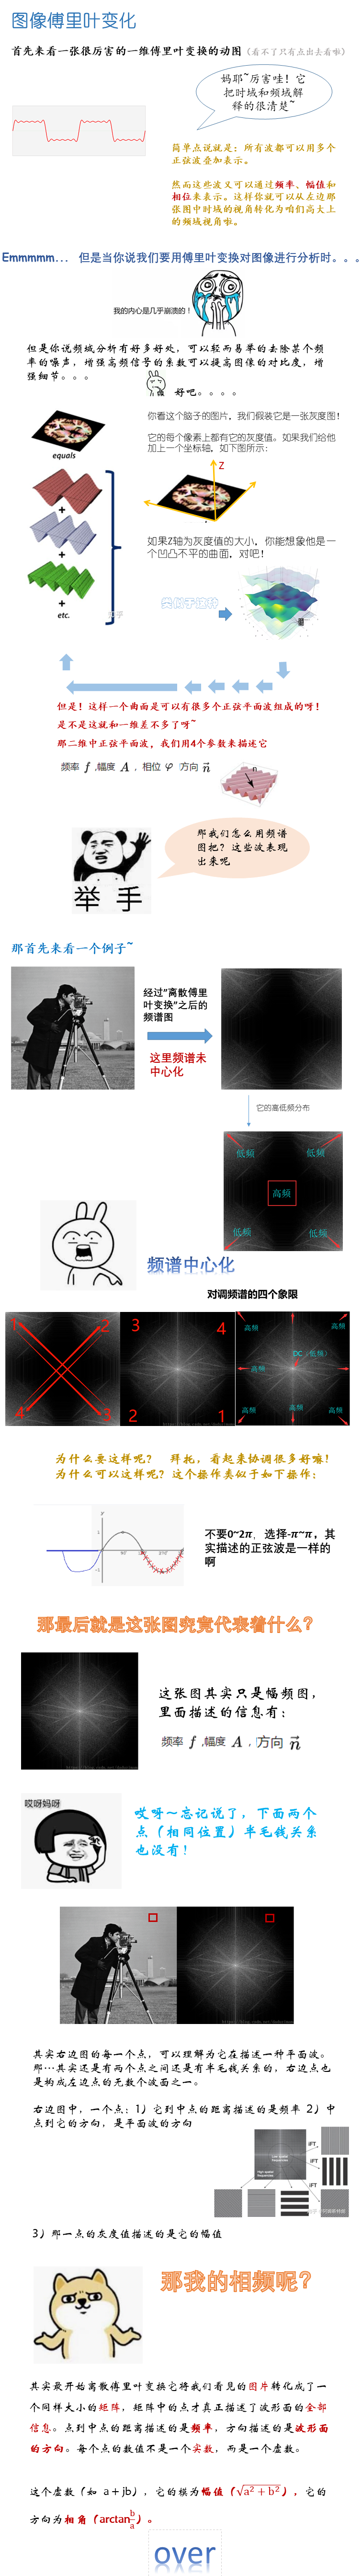 图像傅里叶变化
首先来看一张很厉害的一维傅里叶变换的动图（看不了只有点出去看啦）
妈耶~厉害哇！它
把时域和频域解
释的很清楚~
简单点说就是：所有波都可以用多个
正弦波叠加表示。
然而这些波又可以通过频率、幅值和
相位来表示。这样你就可以从左边那
张图中时域的视角转化为咱们高大上
的频域视角啦。
Emmmmm... 但是当你说我们要用傅里叶变换对图像进行分析时。。。
我的内心是几乎崩溃的！
但是你说频域分析有好多好处，可以轻而易举的去除某个频
率的噪声，增强高频信号的系数可以提高图像的对比度，增
强细节。。。
好吧。。。。
你看这个脑子的图片，我们假装它是一张灰度图！
它的每个像素上都有它的灰度值。如果我们给他
加上一个坐标轴，如下图所示：
equals
Z
+
+
+
etc.
如果Z轴为灰度值的大小，你能想象他是一
个凹凸不平的曲面，对吧！
类似于这种
但是！这样一个曲面是可以有很多个正弦平面波组成的呀！
是不是这就和一维差不多了呀~
那二维中正弦平面波，我们用4个参数来描述它
频率 f ,幅度 A ，相位 φ 方向 n
n
那我们怎么用频谱
图把？这些波表现
出来呢
举 手
那首先来看一个例子~
经过“离散傅里
叶变换”之后的
频谱图
这里频谱未
中心化
它的高低频分布
低频
低频
高频
低频
低频
频谱中心化
对调频谱的四个象限
1 2 3 4 高频 高频
DC（低频）
高频
4 3 2 1 高频 高频 高频
为什么要这样呢？ 拜托，看起来协调很多好嘛！
为什么可以这样呢？这个操作类似于如下操作：
不要0~2π，选择-π~π，其
实描述的正弦波是一样的
啊
那最后就是这张图究竟代表着什么？
这张图其实只是幅频图，
里面描述的信息有：
频率 f ,幅度 A ，方向 n
哎呀妈呀
哎呀~忘记说了，下面两个
点（相同位置）半毛钱关系
也没有！
其实右边图的每一个点，可以理解为它在描述一种平面波。
那…其实还是有两个点之间还是有半毛钱关系的，右边点也
是构成左边点的无数个波面之一。
右边图中，一个点：1）它到中点的距离描述的是频率 2）中
点到它的方向，是平面波的方向
IFT
Low spatial
frequencies
IFT
High spatial
frequencies
IFT
3）那一点的灰度值描述的是它的幅值
那我的相频呢？
其实最开始离散傅里叶变换它将我们看见的图片转化成了一
个同样大小的矩阵，矩阵中的点才真正描述了波形面的全部
信息。点到中点的距离描述的是频率，方向描述的是波形面
的方向。每个点的数值不是一个实数，而是一个虚数。
这个虚数（如 a+jb），它的模为幅值（√a²+b²），它的
方向为相角（arctan b/a）。
over